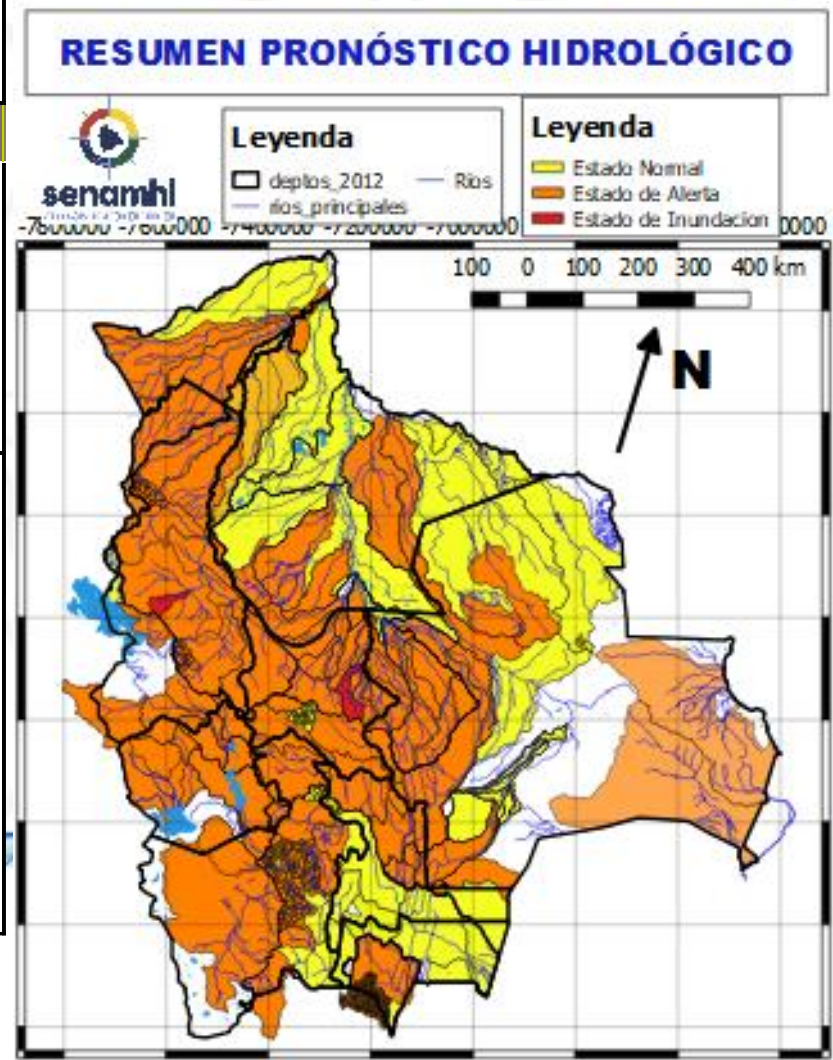 RESUMEN PRONÓSTICO HIDROLÓGICO
senamhi
Leyenda
deptos_2012
Rios
rios_principales
Leyenda
Estado Normal
Estado de Alerta
Estado de Inundacion
-7800000 -7600000 -7400000 -7200000 -7000000
100 0 100 200 300 400 km
N